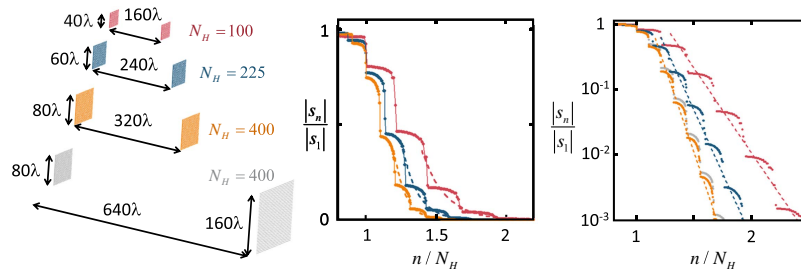 40λ
160λ
N_H = 100
60λ
240λ
N_H = 225
80λ
320λ
N_H = 400
80λ
N_H = 400
640λ
160λ
|s_n|
|s_1|
1
0
1
1.5
2
n / N_H
|s_n|
|s_1|
1
10^-1
10^-2
10^-3
1
1.5
2
n / N_H